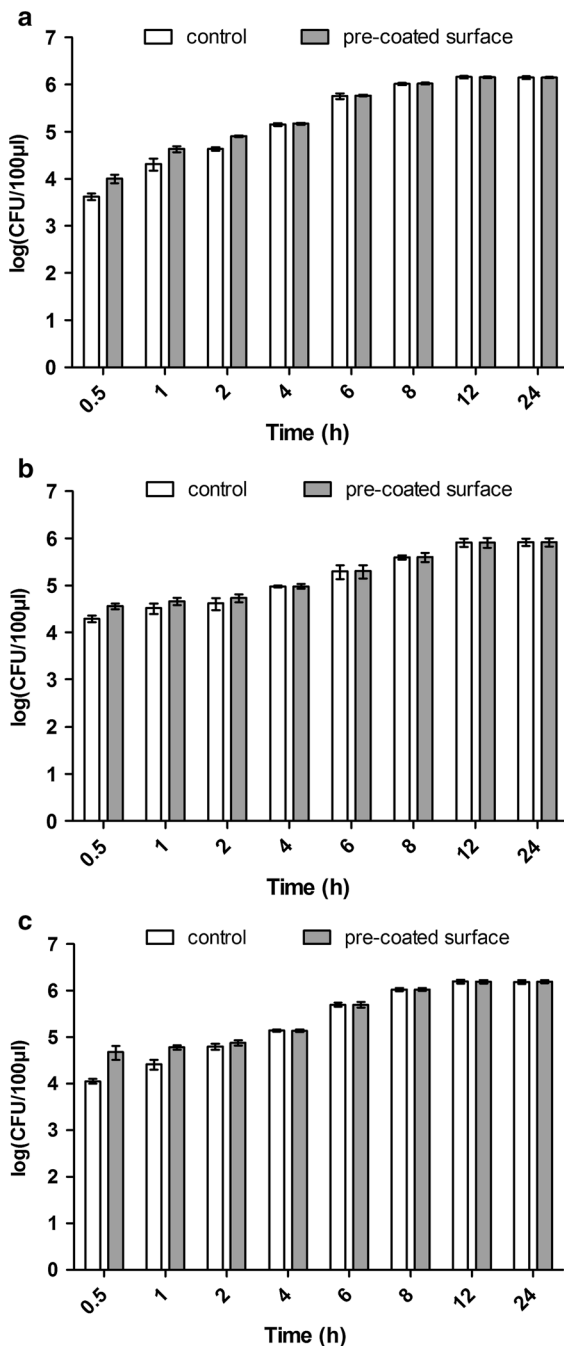 a
control pre-coated surface
7
6
5
4
3
2
1
0
log(CFU/100µl)
0.5 1 2 4 6 8 12 24
Time (h)
b
control pre-coated surface
7
6
5
4
3
2
1
0
log(CFU/100µl)
0.5 1 2 4 6 8 12 24
Time (h)
c
control pre-coated surface
7
6
5
4
3
2
1
0
log(CFU/100µl)
0.5 1 2 4 6 8 12 24
Time (h)